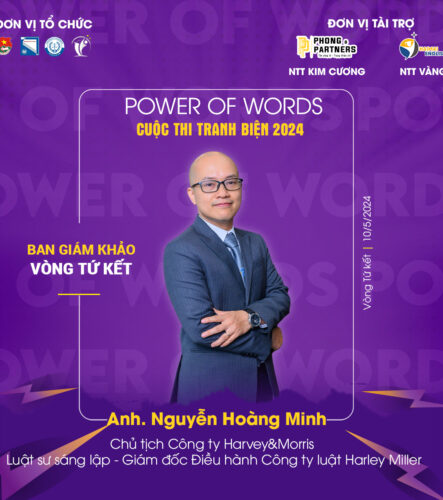 ĐƠN VỊ TỔ CHỨC
ĐƠN VỊ TÀI TRỢ
PHONG & PARTNERS
NTT KIM CƯƠNG
NTT VÀNG
POWER OF WORDS
CUỘC THI TRANH BIỆN 2024
BAN GIÁM KHẢO
VÒNG TỨ KẾT
Vòng Tứ kết | 10/5/2024
Anh. Nguyễn Hoàng Minh
Chủ tịch Công ty Harvey&Morris
Luật sư sáng lập - Giám đốc Điều hành Công ty luật Harley Miller